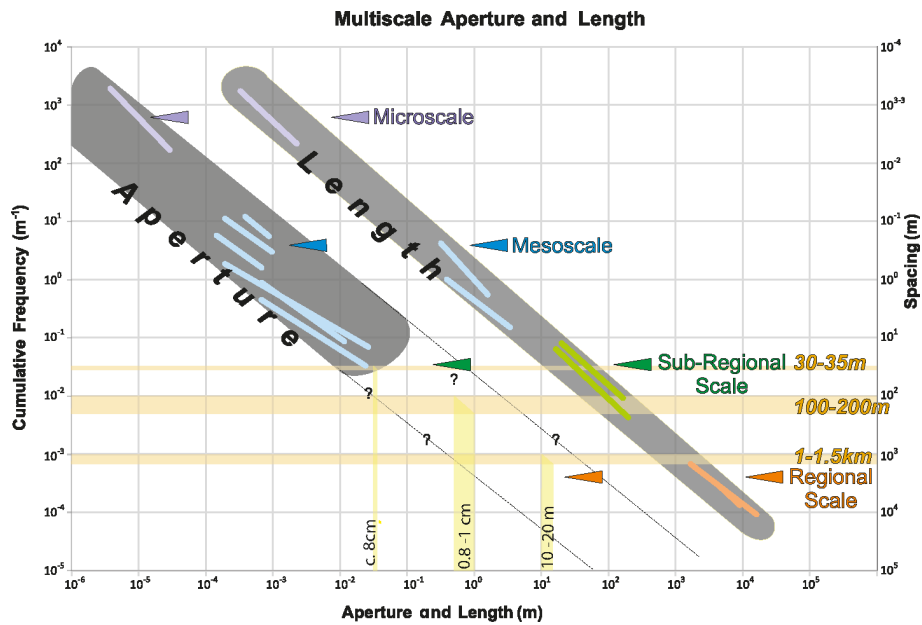 Multiscale Aperture and Length
10⁴
10³
10²
10¹
10⁰
10⁻¹
10⁻²
10⁻³
10⁻⁴
10⁻⁵
Cumulative Frequency (m⁻¹)
10⁻⁴
10³⁻³
10⁻²
10⁻¹
10⁰
10¹
10²
10³
10⁴
10⁵
Spacing (m)
Microscale
Length
Aperture
Mesoscale
Sub-Regional
Scale
30-35m
100-200m
1-1.5km
Regional
Scale
?
?
?
?
c. 8cm
0.8 -1 cm
10 -20 m
10⁻⁶
10⁻⁵
10⁻⁴
10⁻³
10⁻²
10⁻¹
10⁰
10¹
10²
10³
10⁴
10⁵
Aperture and Length (m)